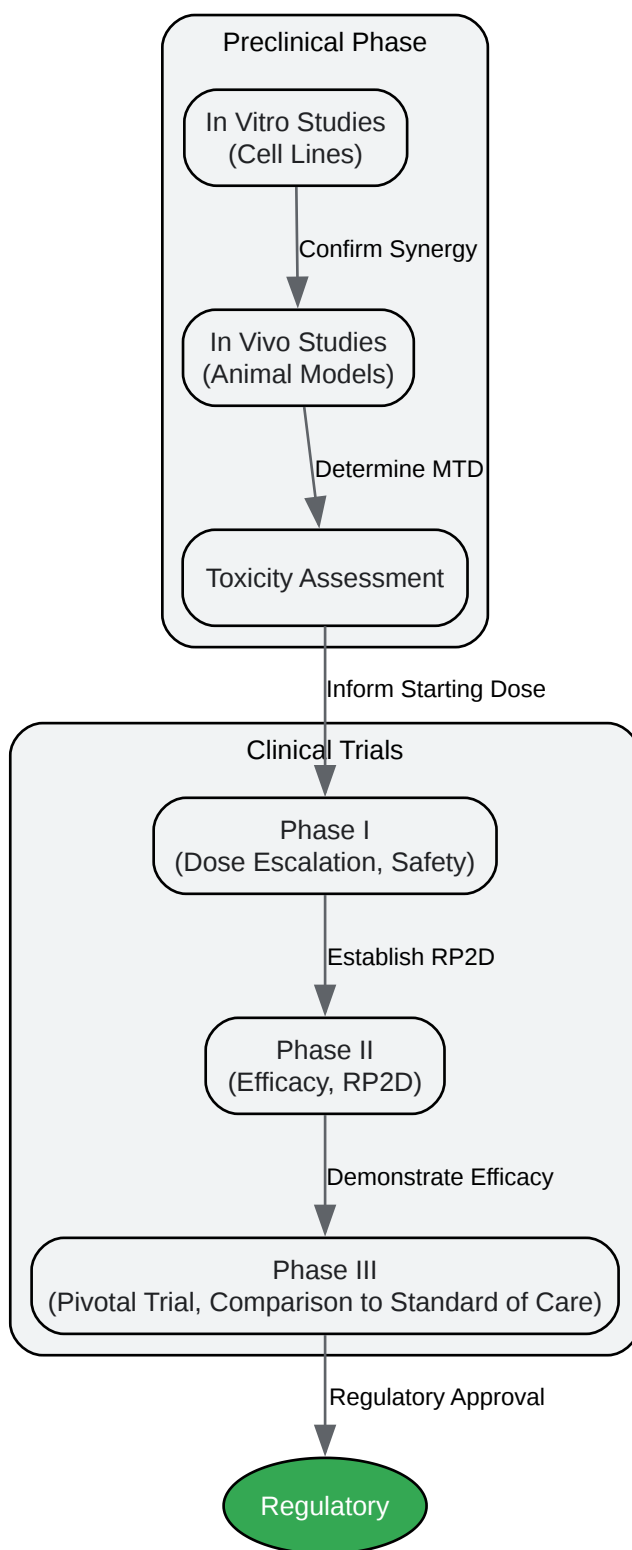 Preclinical Phase
In Vitro Studies
(Cell Lines)
Confirm Synergy
In Vivo Studies
(Animal Models)
Determine MTD
Toxicity Assessment
Inform Starting Dose
Clinical Trials
Phase I
(Dose Escalation, Safety)
Establish RP2D
Phase II
(Efficacy, RP2D)
Demonstrate Efficacy
Phase III
(Pivotal Trial, Comparison to Standard of Care)
Regulatory Approval
Regulatory